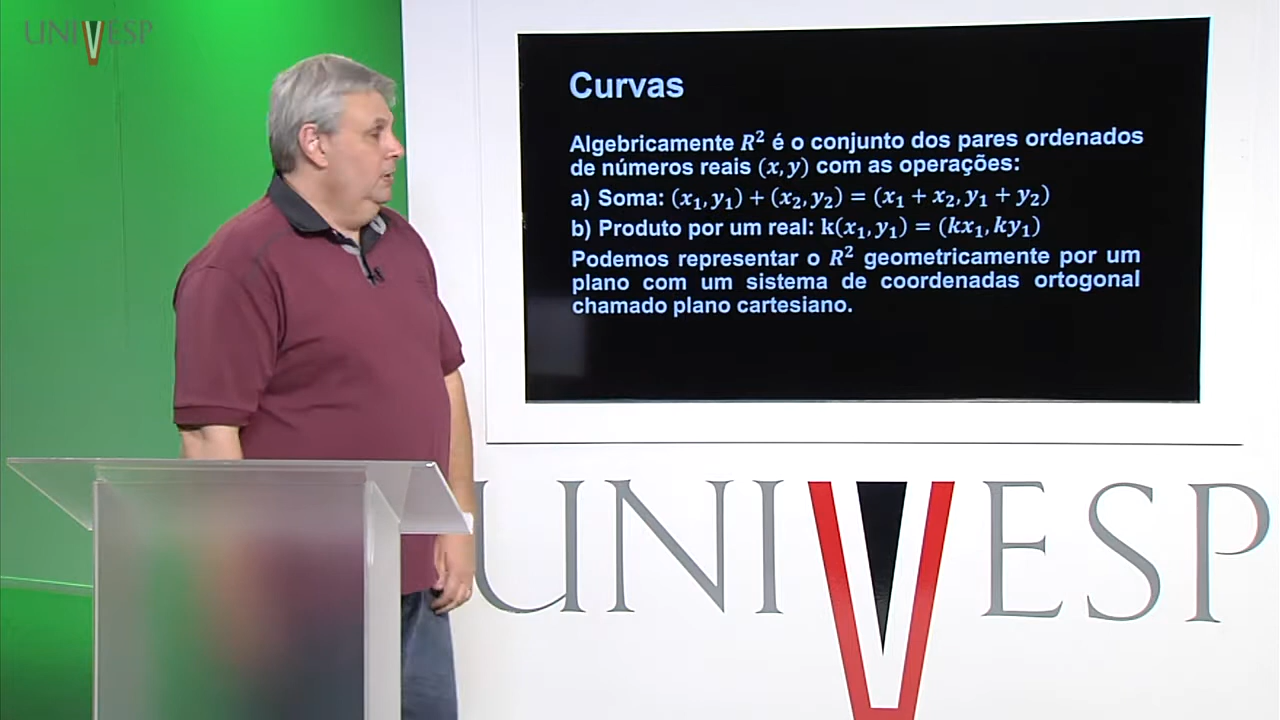 UNIVESP
Curvas
Algebricamente R² é o conjunto dos pares ordenados
de números reais (x, y) com as operações:
a) Soma: (x₁, y₁) + (x₂, y₂) = (x₁ + x₂, y₁ + y₂)
b) Produto por um real: k(x₁, y₁) = (kx₁, ky₁)
Podemos representar o R² geometricamente por um
plano com um sistema de coordenadas ortogonal
chamado plano cartesiano.
UNIVESP